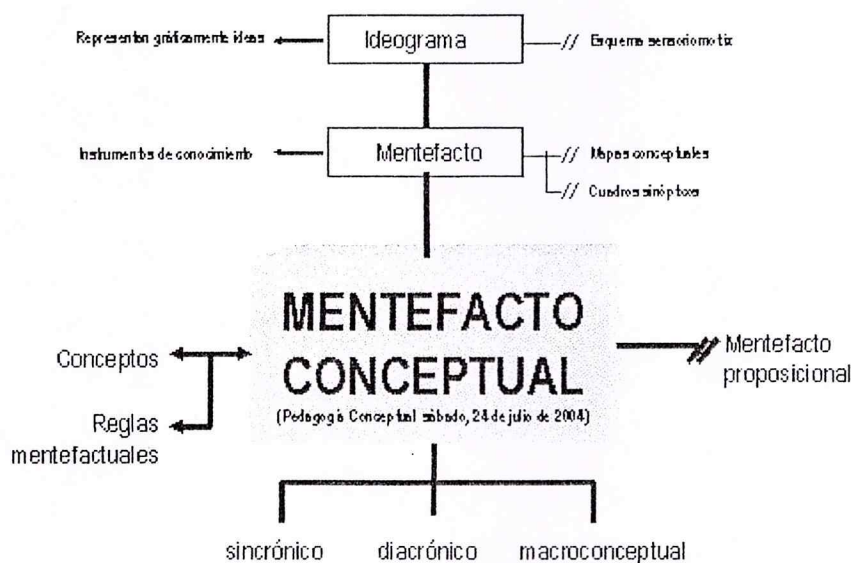 Representan gráficamente ideas
Ideograma
Esquema sensoriomotiz
Instrumentos de conocimiento
Mentefacto
Mapas conceptuales
Cuadros sinópticos
MENTEFACTO
CONCEPTUAL
(Pedagogía Conceptual sábado, 24 de julio de 2004)
Conceptos
Reglas
mentefactuales
Mentefacto
proposicional
sincrónico
diacrónico
macroconceptual